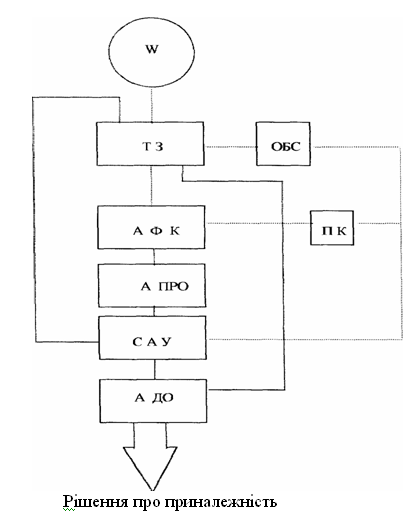 W
Т З
ОБС
А Ф К
П К
А ПРО
С А У
А ДО
Рішення про приналежність